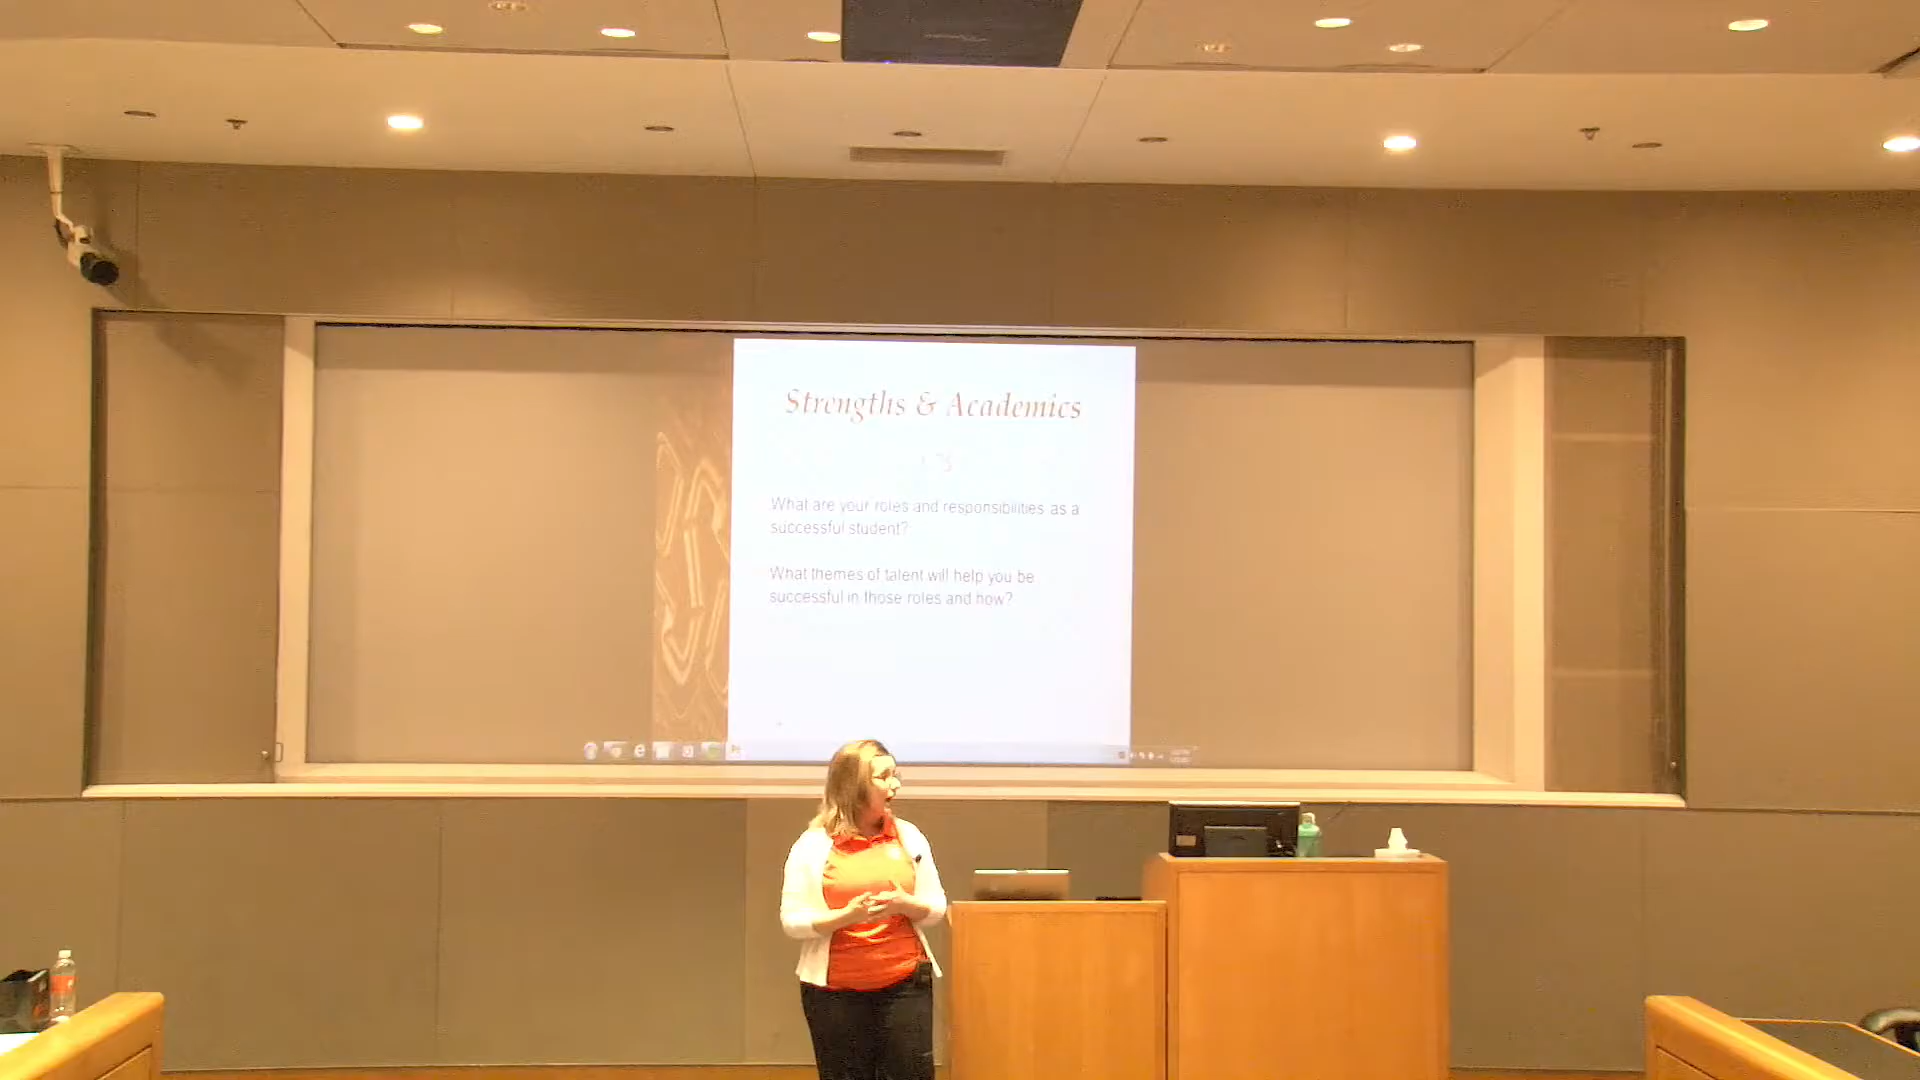 Strengths & Academics
What are your roles and responsibilities as a
successful student?
What themes of talent will help you be
successful in those roles and how?